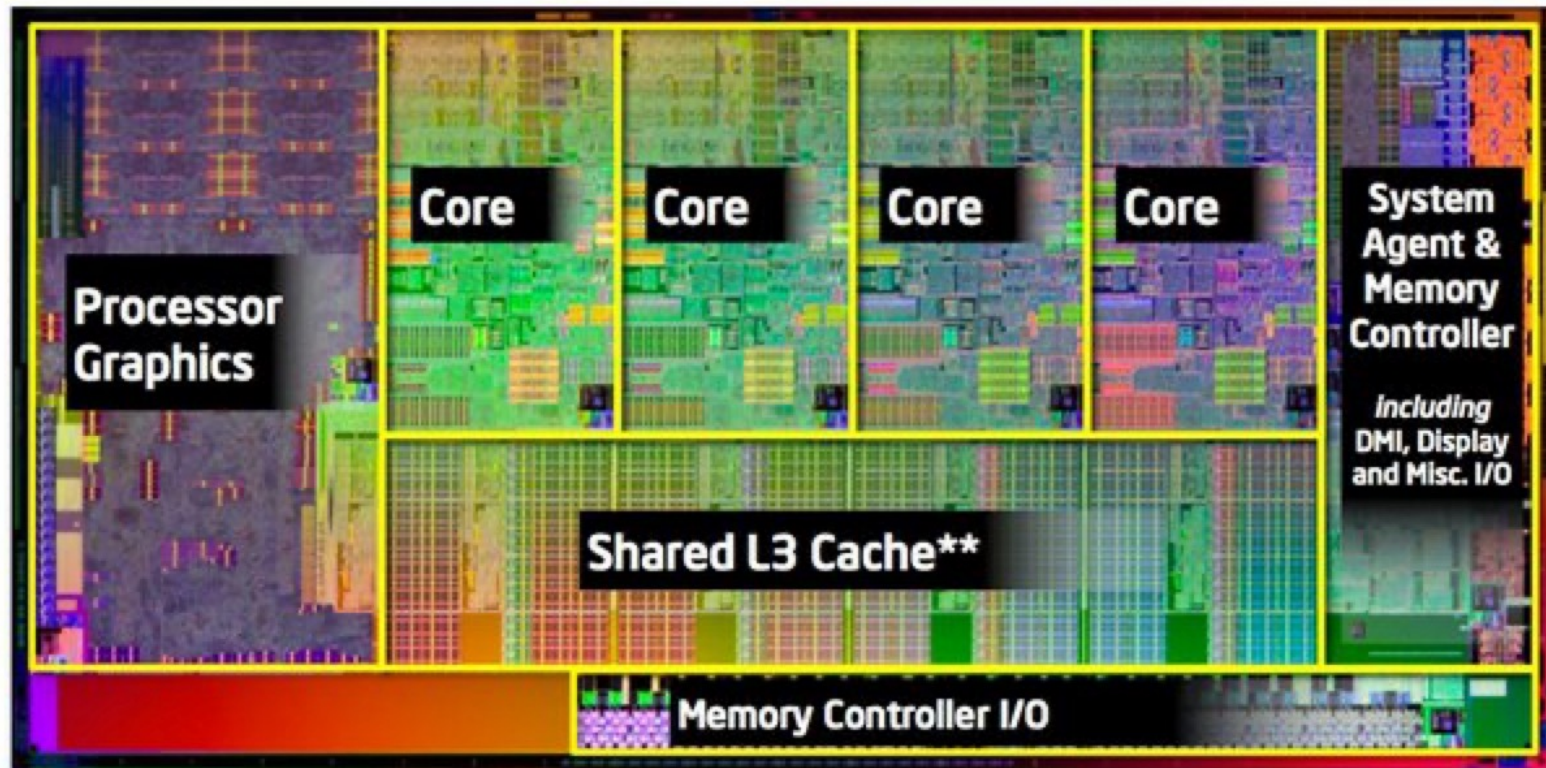 Processor
Graphics
Core
Core
Core
Core
System
Agent &
Memory
Controller
including
DMI, Display
and Misc. I/O
Shared L3 Cache**
Memory Controller I/O